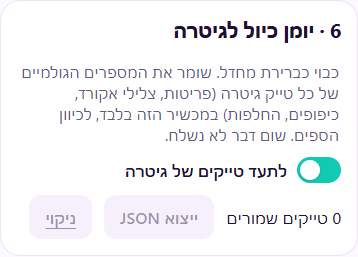 6 · יומן כיול לגיטרה
כבוי כברירת מחדל. שומר את המספרים הגולמיים
של כל טייק גיטרה (פריטות, צלילי אקורד,
כיפופים, החלפות) במכשיר הזה בלבד, לכיוון
הספים. שום דבר לא נשלח.
לתעד טייקים של גיטרה
0 טייקים שמורים
ייצוא JSON
ניקוי